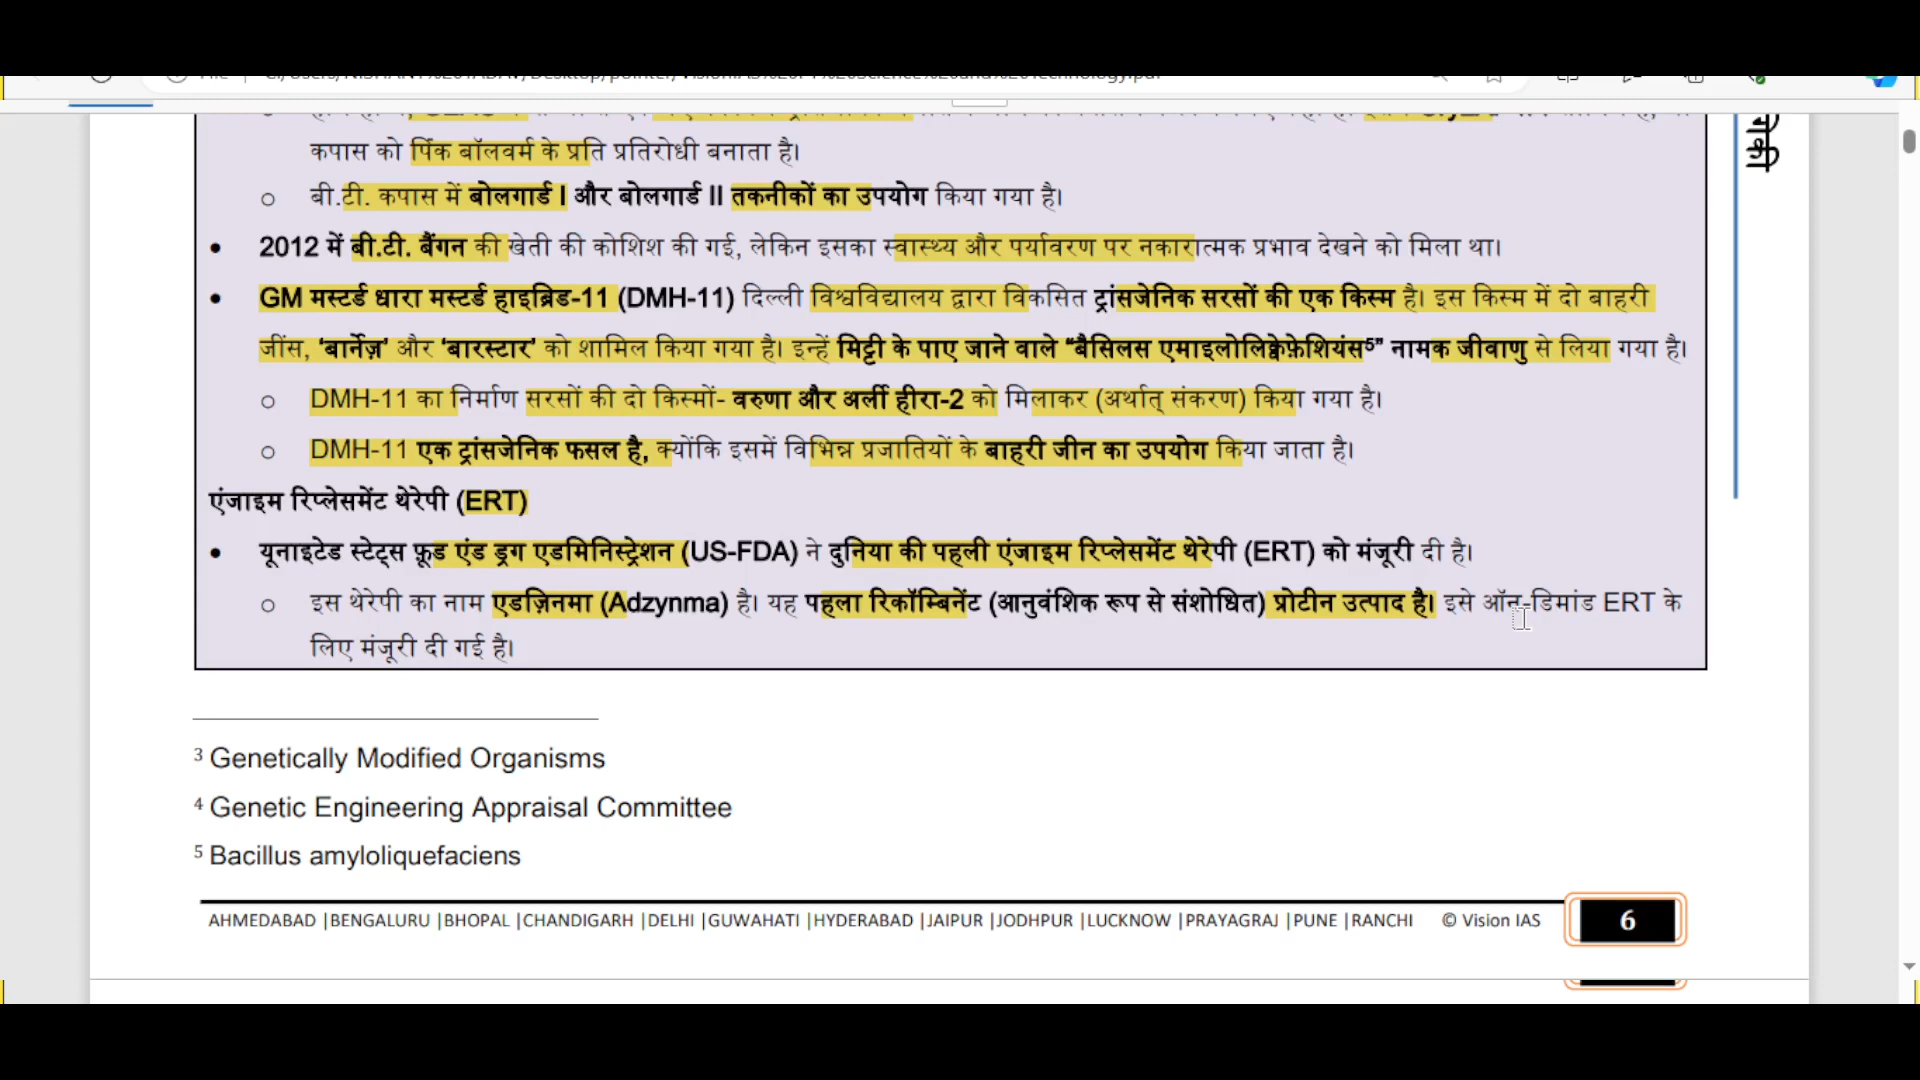 कपास को पिंक बॉलवर्म के प्रति प्रतिरोधी बनाता है।
निकी
o बी.टी. कपास में बोलगार्ड I और बोलगार्ड II तकनीकों का उपयोग किया गया है।
• 2012 में बी.टी. बैंगन की खेती की कोशिश की गई, लेकिन इसका स्वास्थ्य और पर्यावरण पर नकारात्मक प्रभाव देखने को मिला था।
• GM मस्टर्ड धारा मस्टर्ड हाइब्रिड-11 (DMH-11) दिल्ली विश्वविद्यालय द्वारा विकसित ट्रांसजेनिक सरसों की एक किस्म है। इस किस्म में दो बाहरी
जींस, ‘बार्नेज़’ और ‘बारस्टार’ को शामिल किया गया है। इन्हें मिट्टी के पाए जाने वाले “बैसिलस एमाइलोलिक्वेफ़ेशियंस⁵” नामक जीवाणु से लिया गया है।
o DMH-11 का निर्माण सरसों की दो किस्मों- वरुणा और अर्ली हीरा-2 को मिलाकर (अर्थात् संकरण) किया गया है।
o DMH-11 एक ट्रांसजेनिक फसल है, क्योंकि इसमें विभिन्न प्रजातियों के बाहरी जीन का उपयोग किया जाता है।
एंजाइम रिप्लेसमेंट थेरेपी (ERT)
• यूनाइटेड स्टेट्स फ़ूड एंड ड्रग एडमिनिस्ट्रेशन (US-FDA) ने दुनिया की पहली एंजाइम रिप्लेसमेंट थेरेपी (ERT) को मंजूरी दी है।
o इस थेरेपी का नाम एडज़िनमा (Adzynma) है। यह पहला रिकॉम्बिनेंट (आनुवंशिक रूप से संशोधित) प्रोटीन उत्पाद है। इसे ऑन-डिमांड ERT के
लिए मंजूरी दी गई है।
³ Genetically Modified Organisms
⁴ Genetic Engineering Appraisal Committee
⁵ Bacillus amyloliquefaciens
AHMEDABAD |BENGALURU |BHOPAL |CHANDIGARH |DELHI |GUWAHATI |HYDERABAD |JAIPUR |JODHPUR |LUCKNOW |PRAYAGRAJ |PUNE |RANCHI © Vision IAS 6